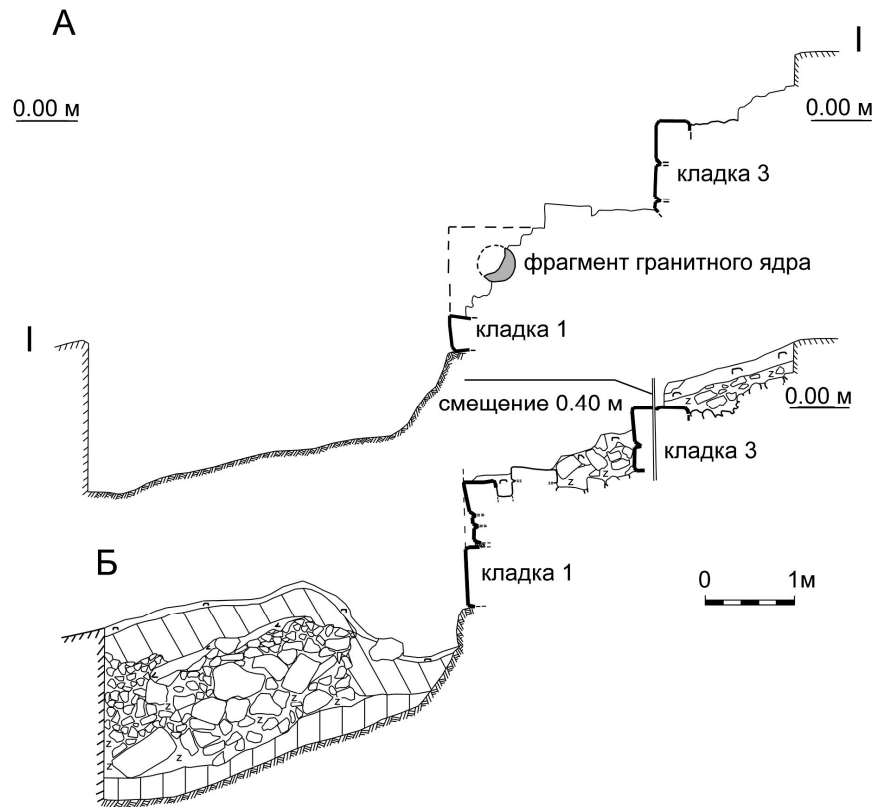 А
I
0.00 м
0.00 м
кладка 3
фрагмент гранитного ядра
I
кладка 1
смещение 0.40 м
0.00 м
кладка 3
Б
кладка 1
0 1м
z
z
z
z
z
z
z
z
z
z
z
z